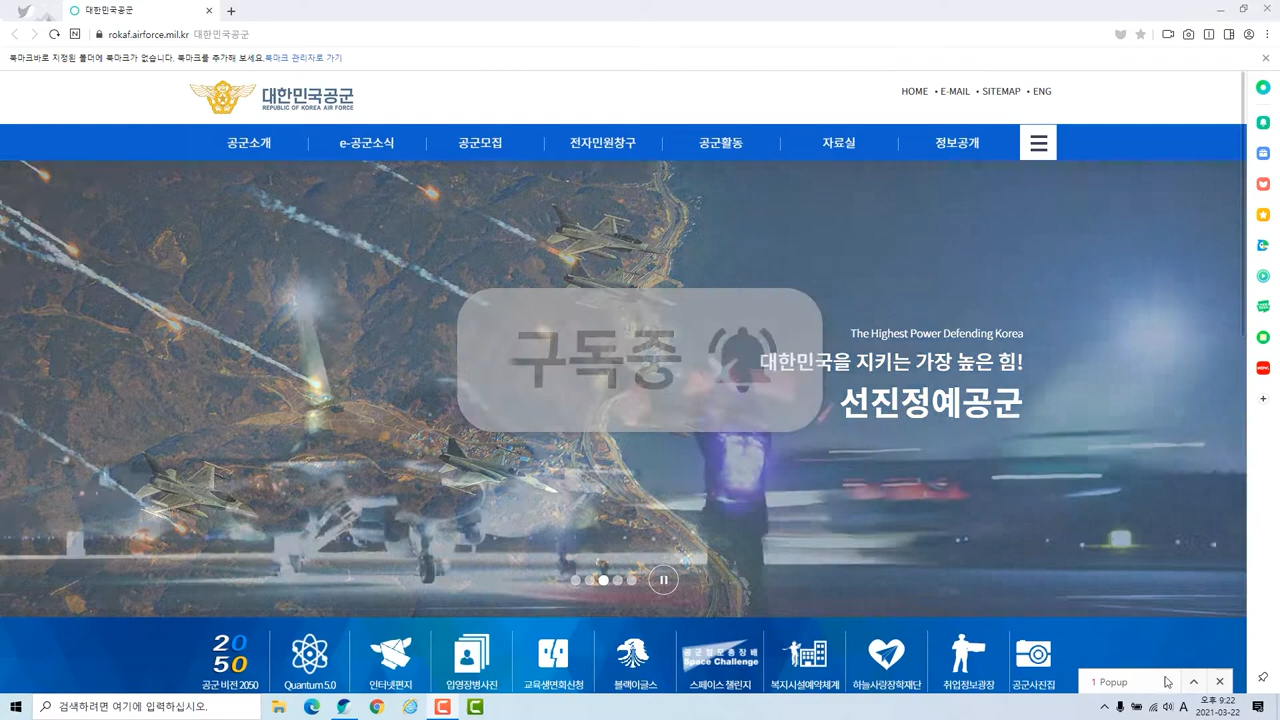 대한민국공군
rokaf.airforce.mil.kr 대한민국공군
북마크바로 지정된 폴더에 북마크가 없습니다. 북마크를 추가해 보세요.북마크 관리자로 가기
대한민국공군
REPUBLIC OF KOREA AIR FORCE
HOME • E-MAIL • SITEMAP • ENG
공군소개 e-공군소식 공군모집 전자민원창구 공군활동 자료실 정보공개
The Highest Power Defending Korea
대한민국을 지키는 가장 높은 힘!
선진정예공군
구독중
20
50
공군 비전 2050
Quantum 5.0
인터넷편지
입영장병사진
교육생면회신청
블랙이글스
공군참모총장배
Space Challenge
스페이스 챌린지
복지시설예약체계
하늘사랑장학재단
취업정보광장
공군사진집
1 Popup
검색하려면 여기에 입력하십시오.
A
오후 9:22
2021-03-22